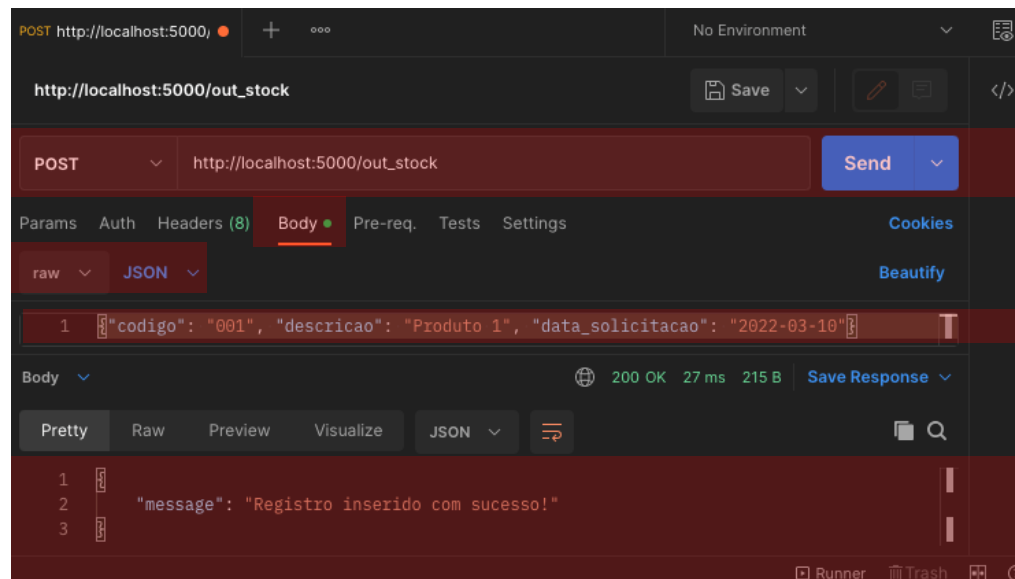 POST http://localhost:5000/
No Environment
http://localhost:5000/out_stock
Save
</>
POST http://localhost:5000/out_stock Send
Params Auth Headers (8) Body Pre-req. Tests Settings Cookies
raw JSON Beautify
1 {"codigo": "001", "descricao": "Produto 1", "data_solicitacao": "2022-03-10"}
Body 200 OK 27 ms 215 B Save Response
Pretty Raw Preview Visualize JSON
1 {
2 "message": "Registro inserido com sucesso!"
3 }
Runner Trash